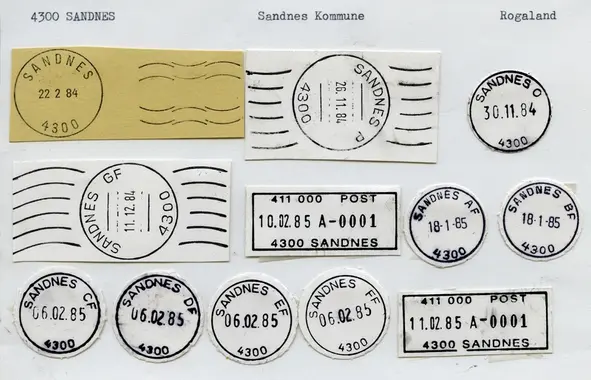 4300 SANDNES Sandnes Kommune Rogaland
SANDNES
22 2 84
4300
SANDNES P
26.11.84
4300
SANDNES O
30.11.84
4300
SANDNES GF
11.12.84
4300
411 000 POST
10.02.85 A-0001
4300 SANDNES
SANDNES AF
18-1-85
4300
SANDNES BF
18-1-85
4300
SANDNES CF
06.02.85
4300
SANDNES DF
06.02.85
4300
SANDNES EF
06.02.85
4300
SANDNES FF
06.02.85
4300
411 000 POST
11.02.85 A-0001
4300 SANDNES